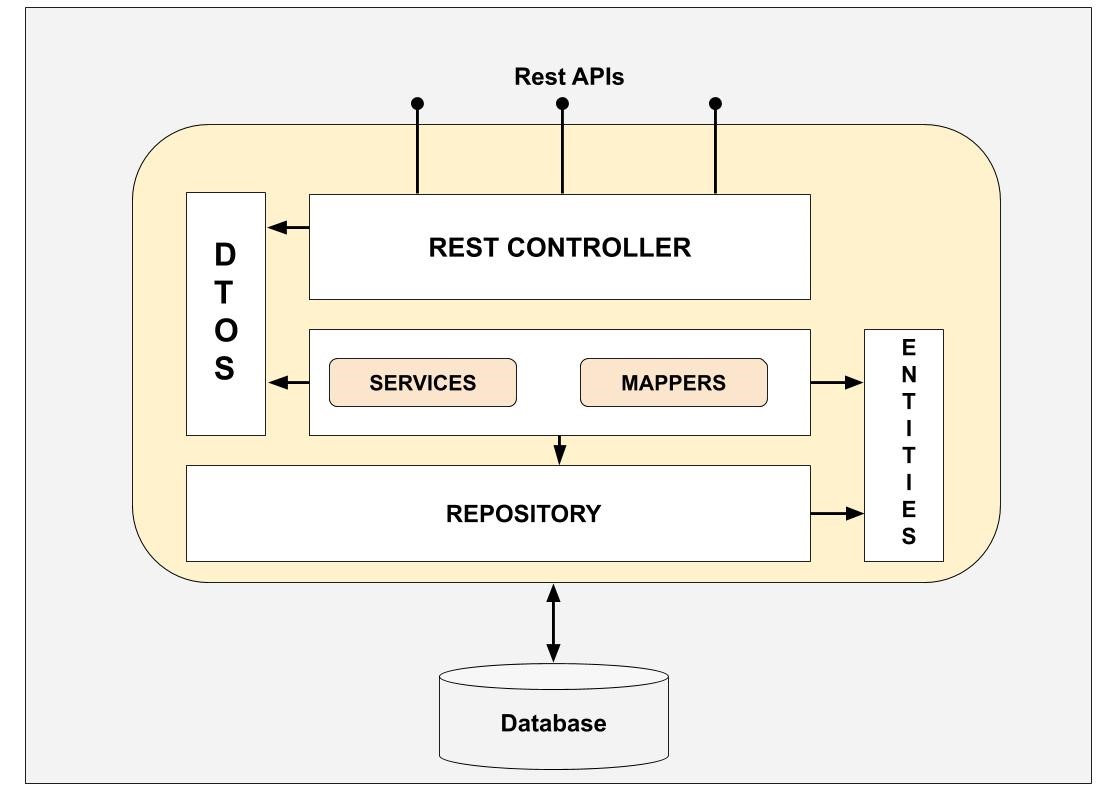 Rest APIs
REST CONTROLLER
D
T
O
S
SERVICES
MAPPERS
E
N
T
I
T
I
E
S
REPOSITORY
Database